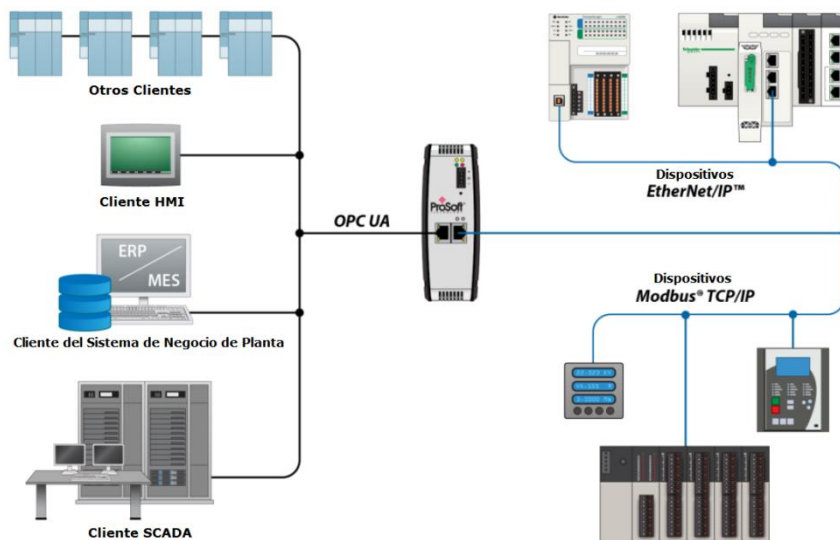 Otros Clientes
Cliente HMI
ERP
MES
Cliente del Sistema de Negocio de Planta
Cliente SCADA
OPC UA
ProSoft
Dispositivos
EtherNet/IP™
Dispositivos
Modbus® TCP/IP